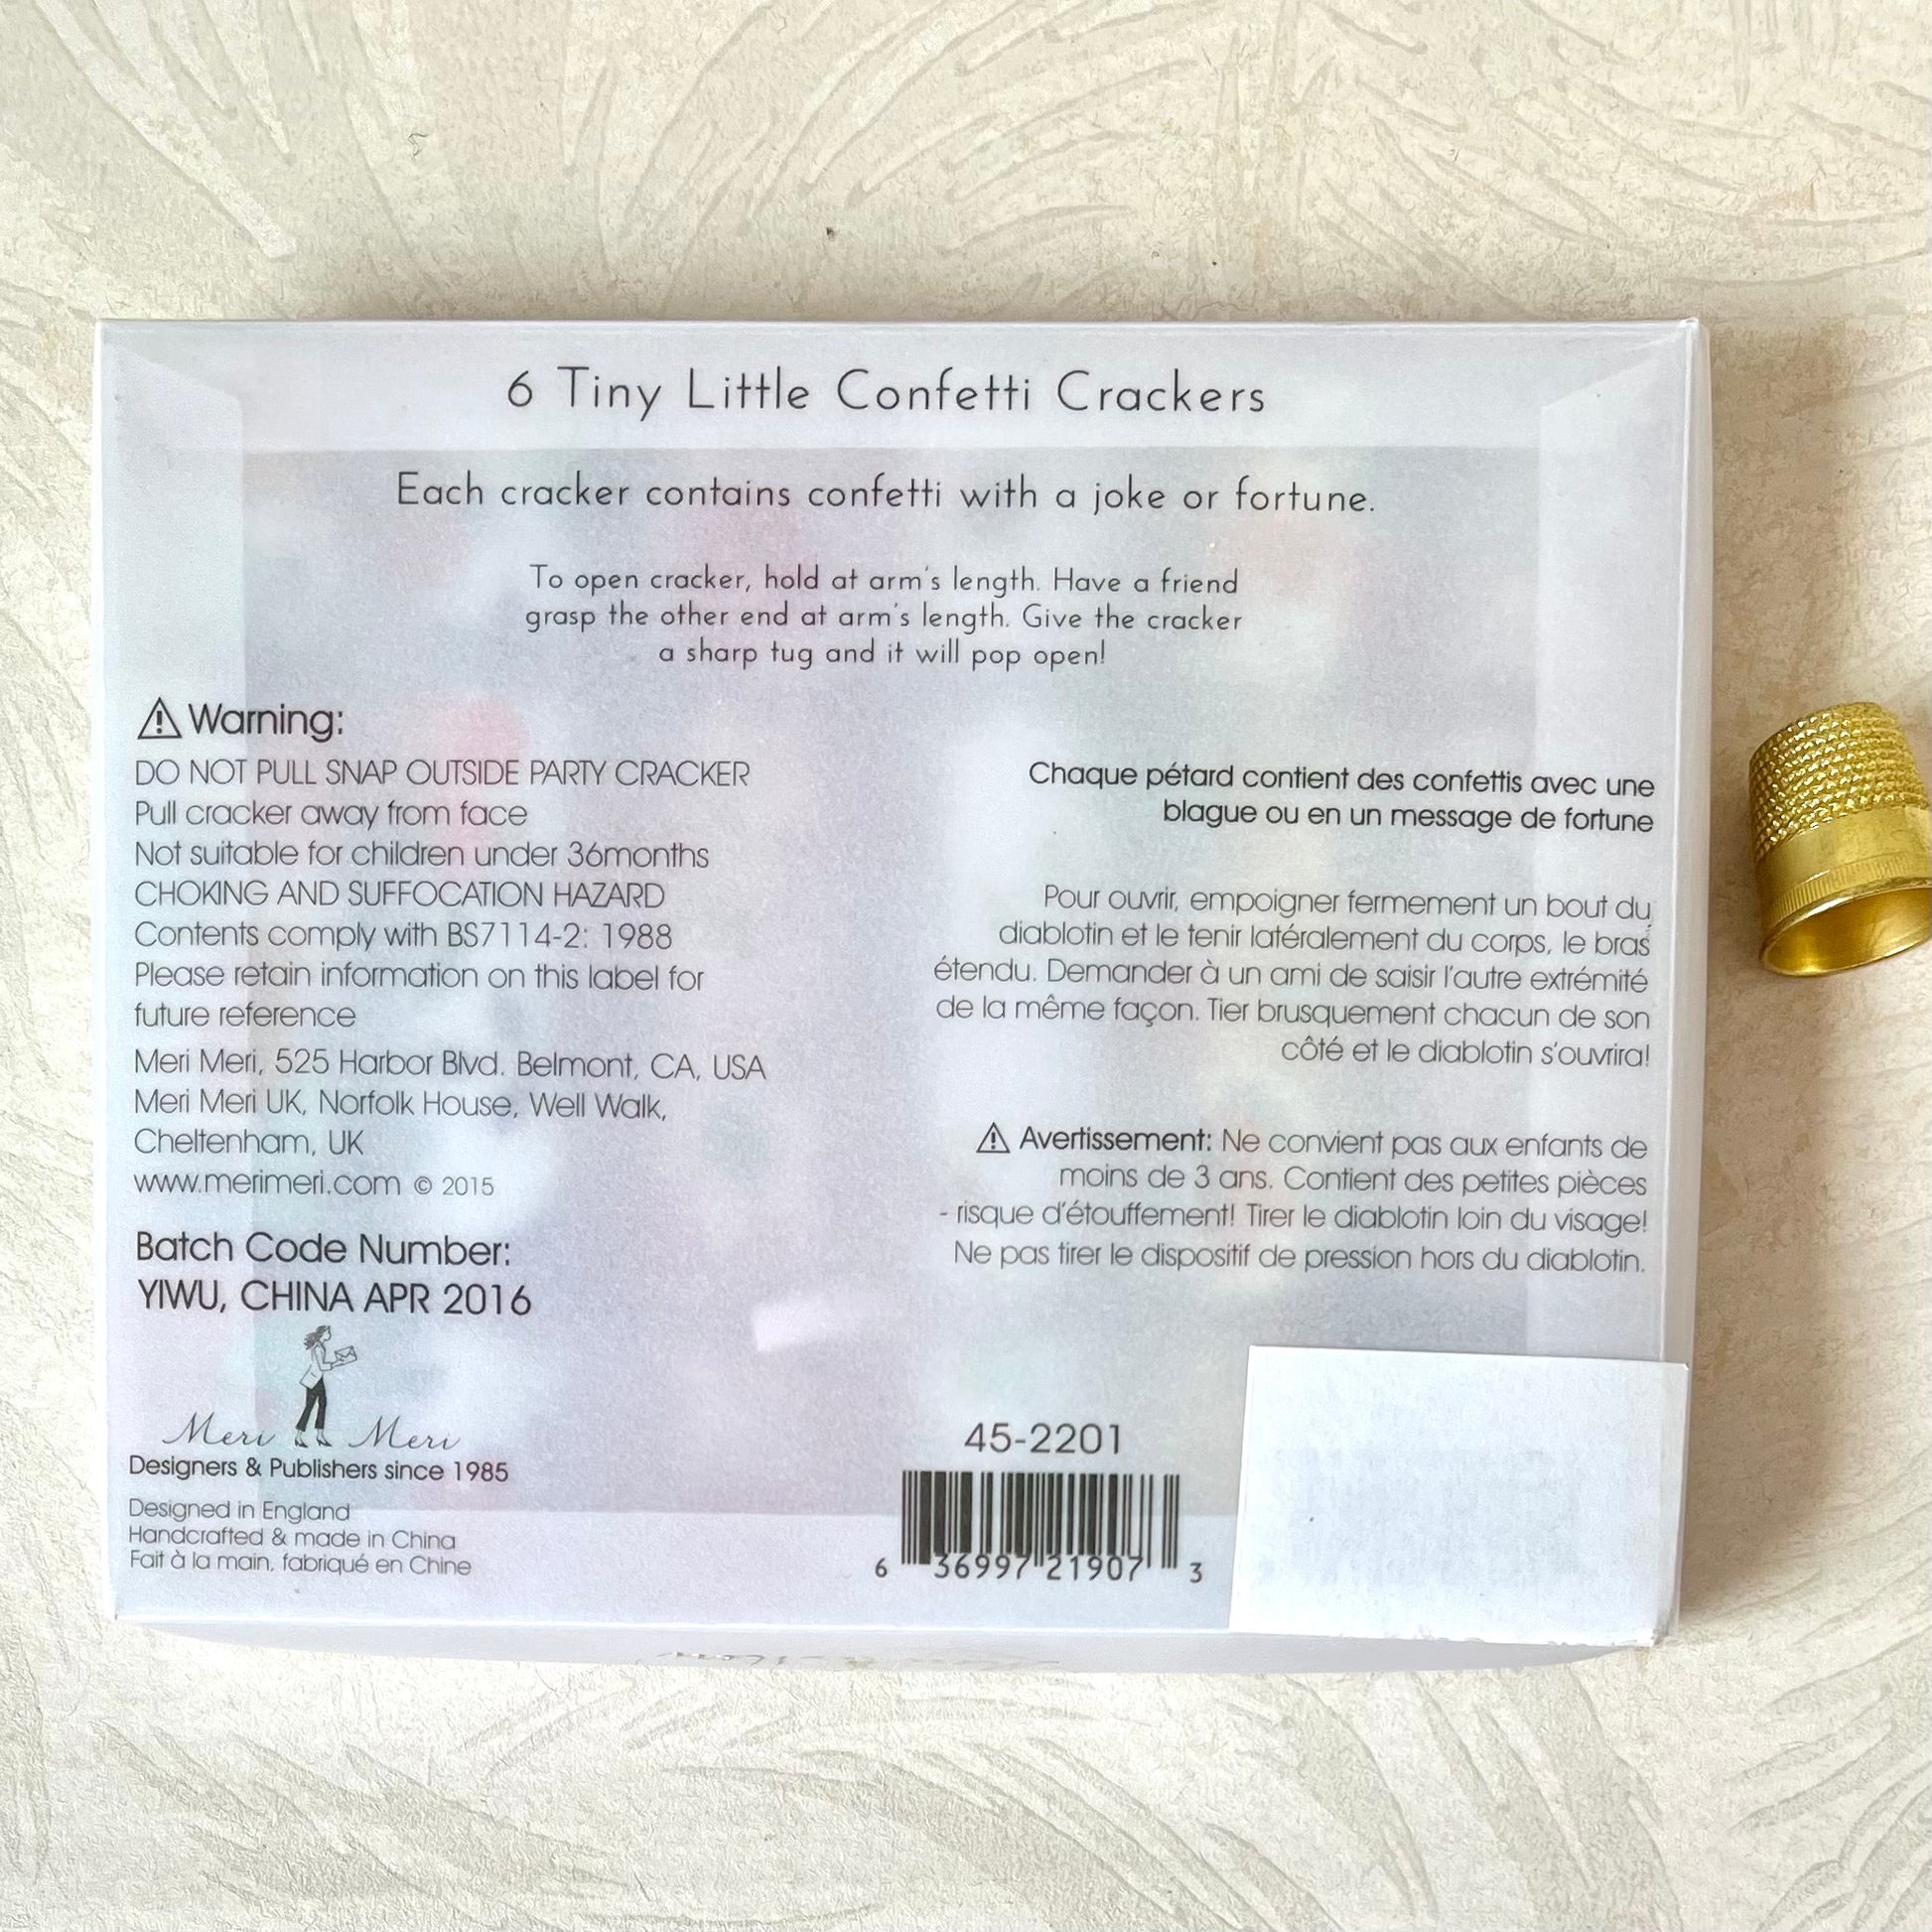 6 Tiny Little Confetti Crackers
Each cracker contains confetti with a joke or fortune.
To open cracker, hold at arm's length. Have a friend
grasp the other end at arm's length. Give the cracker
a sharp tug and it will pop open!
⚠ Warning:
DO NOT PULL SNAP OUTSIDE PARTY CRACKER
Pull cracker away from face
Not suitable for children under 36months
CHOKING AND SUFFOCATION HAZARD
Contents comply with BS7114-2: 1988
Please retain information on this label for
future reference
Meri Meri, 525 Harbor Blvd. Belmont, CA, USA
Meri Meri UK, Norfolk House, Well Walk,
Cheltenham, UK
www.merimeri.com © 2015
Batch Code Number:
YIWU, CHINA APR 2016
Meri Meri
Designers & Publishers since 1985
Designed in England
Handcrafted & made in China
Fait à la main, fabriqué en Chine
Chaque pétard contient des confettis avec une
blague ou en un message de fortune
Pour ouvrir, empoigner fermement un bout du
diablotin et le tenir latéralement du corps, le bras
étendu. Demander à un ami de saisir l'autre extrémité
de la même façon. Tier brusquement chacun de son
côté et le diablotin s'ouvrira!
⚠ Avertissement: Ne convient pas aux enfants de
moins de 3 ans. Contient des petites pièces
- risque d'étouffement! Tirer le diablotin loin du visage!
Ne pas tirer le dispositif de pression hors du diablotin.
45-2201
6 36997 21907 3